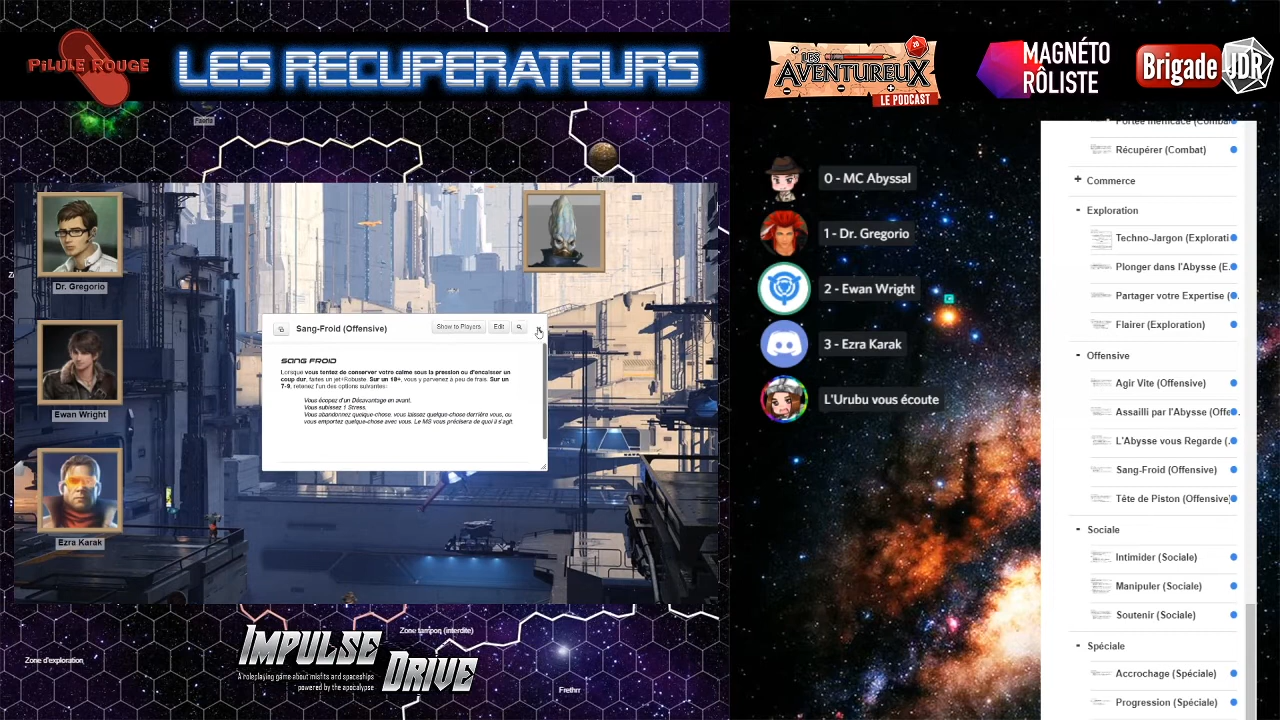 PiLULE ROUGE
LES RECUPERATEURS
LES
AVENTUREUX
LE PODCAST
20
MAGNÉTO
RÔLISTE
Brigade JDR
Faerie
Dr. Gregorio
Ewan Wright
Ezra Karak
Sang-Froid (Offensive)
Show to Players
Edit
SANG FROID
Lorsque vous tentez de conserver votre calme sous la pression ou d'encaisser un
coup dur, faites un jet+Robuste. Sur un 10+, vous y parvenez à peu de frais. Sur un
7-9, retenez l'un des options suivantes:
Vous écopez d'un Désavantage en avant.
Vous subissez 1 Stress.
Vous abandonnez quelque-chose, vous laissez quelque-chose derrière vous, ou
vous emportez quelque-chose avec vous. Le MS vous précisera de quoi il s'agit.
0 - MC Abyssal
1 - Dr. Gregorio
2 - Ewan Wright
3 - Ezra Karak
L'Urubu vous écoute
Portée Inefficace (Combat
Récupérer (Combat)
Commerce
Exploration
Techno-Jargon (Explorati
Plonger dans l'Abysse (E.
Partager votre Expertise (.
Flairer (Exploration)
Offensive
Agir Vite (Offensive)
Assailli par l'Abysse (Offe
L'Abysse vous Regarde (.
Sang-Froid (Offensive)
Tête de Piston (Offensive)
Sociale
Intimider (Sociale)
Manipuler (Sociale)
Soutenir (Sociale)
Spéciale
Accrochage (Spéciale)
Progression (Spéciale)
Zone d'exploration
Zone tampon (interdite)
IMPULSE
DRIVE
A roleplaying game about misfits and spaceships
powered by the apocalypse
Frethrr